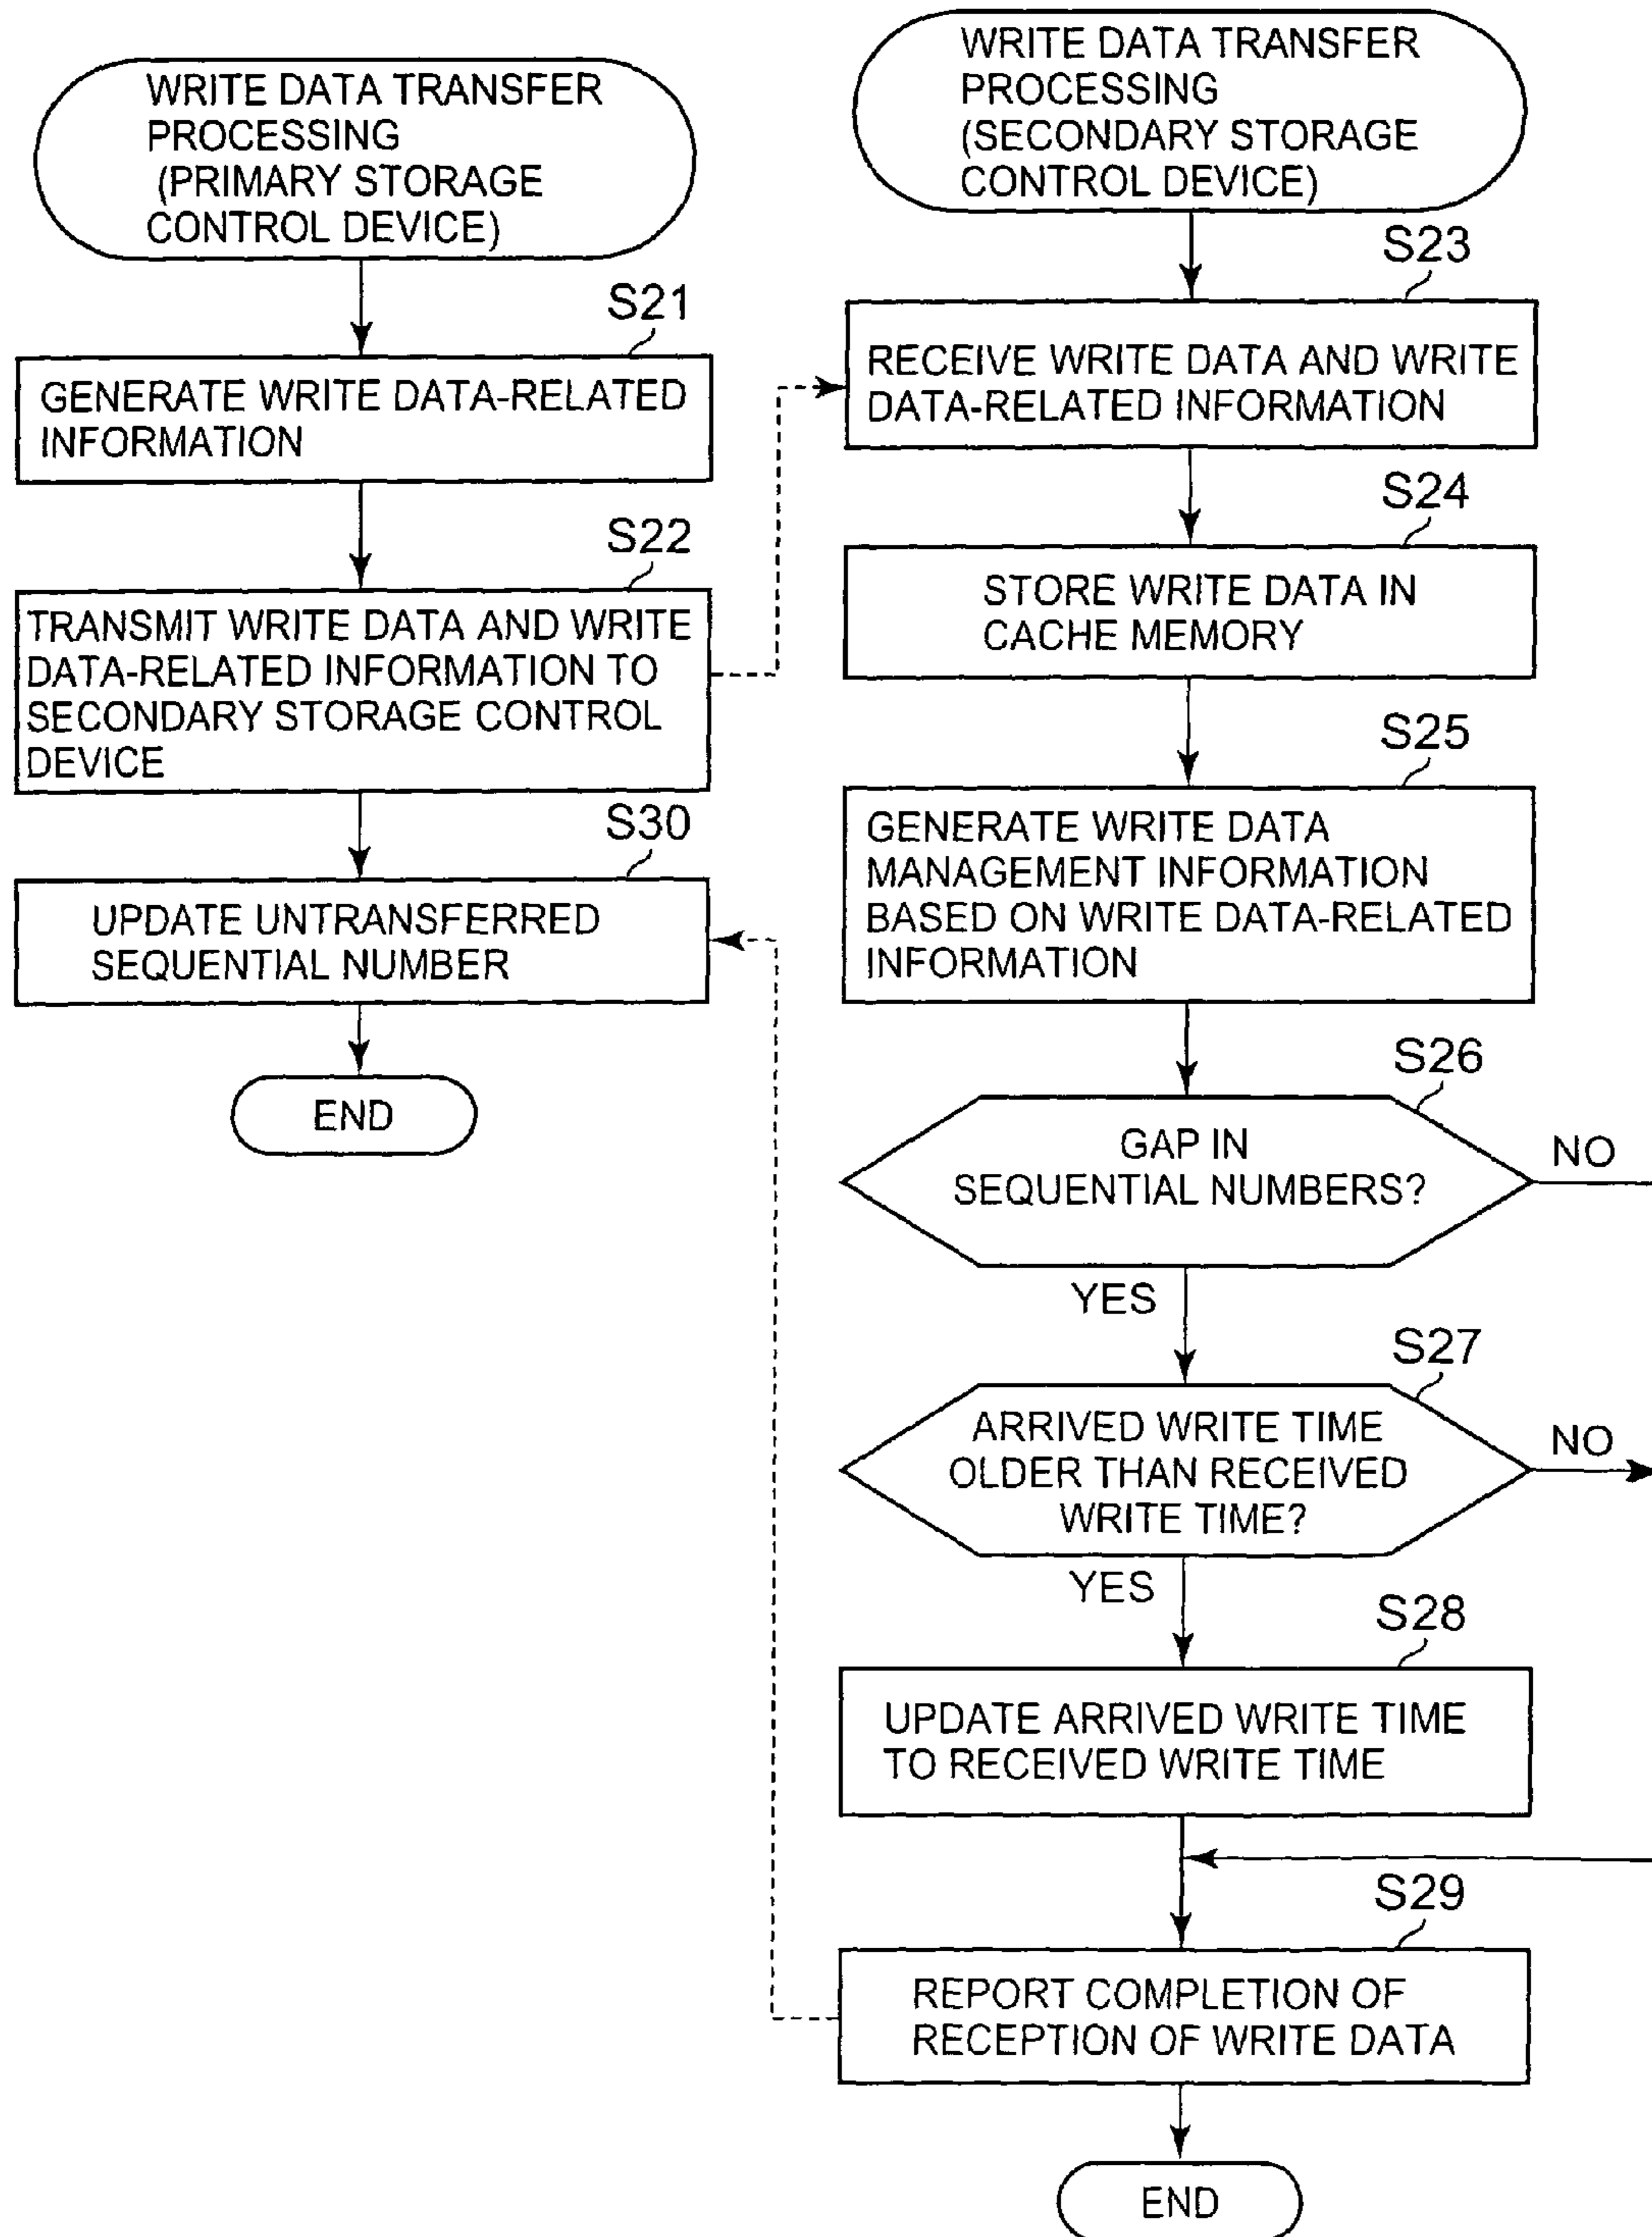 WRITE DATA TRANSFER
PROCESSING
(PRIMARY STORAGE
CONTROL DEVICE)
S21
GENERATE WRITE DATA-RELATED
INFORMATION
S22
TRANSMIT WRITE DATA AND WRITE
DATA-RELATED INFORMATION TO
SECONDARY STORAGE CONTROL
DEVICE
S30
UPDATE UNTRANSFERRED
SEQUENTIAL NUMBER
END
WRITE DATA TRANSFER
PROCESSING
(SECONDARY STORAGE
CONTROL DEVICE)
S23
RECEIVE WRITE DATA AND WRITE
DATA-RELATED INFORMATION
S24
STORE WRITE DATA IN
CACHE MEMORY
S25
GENERATE WRITE DATA
MANAGEMENT INFORMATION
BASED ON WRITE DATA-RELATED
INFORMATION
S26
GAP IN
SEQUENTIAL NUMBERS?
NO
YES
S27
ARRIVED WRITE TIME
OLDER THAN RECEIVED
WRITE TIME?
NO
YES
S28
UPDATE ARRIVED WRITE TIME
TO RECEIVED WRITE TIME
S29
REPORT COMPLETION OF
RECEPTION OF WRITE DATA
END